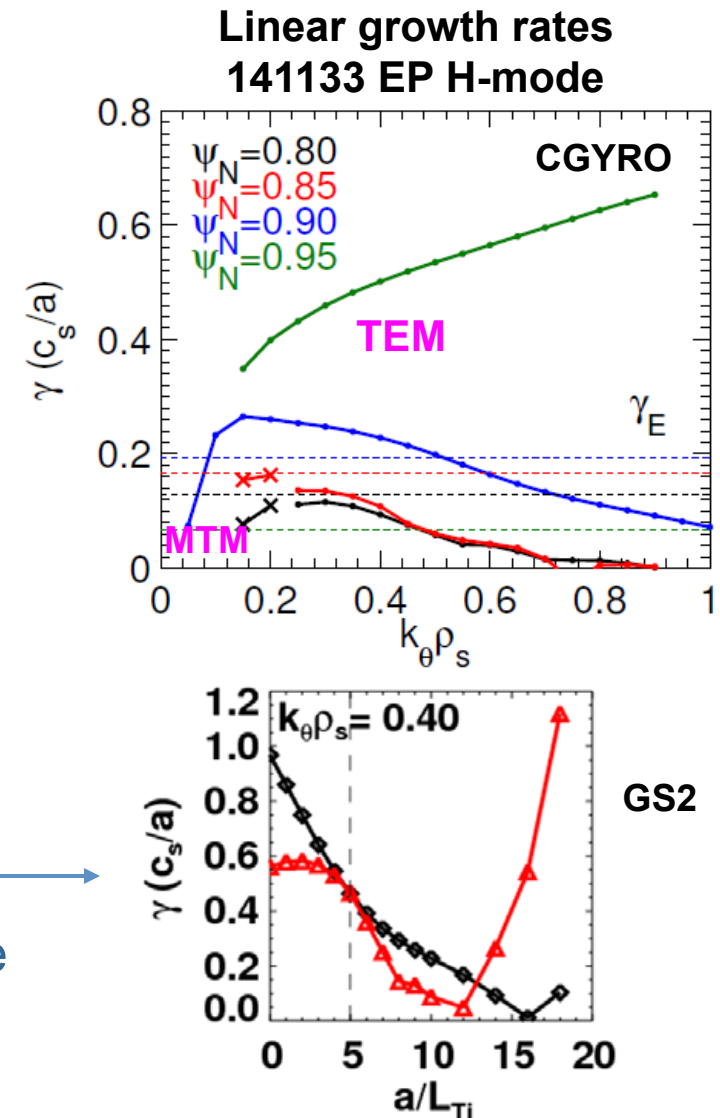 Linear growth rates
141133 EP H-mode
0.8
ψN=0.80
ψN=0.85
ψN=0.90
ψN=0.95
CGYRO
0.6
0.4
TEM
γ (cs/a)
γE
0.2
MTM
0
0 0.2 0.4 0.6 0.8 1
kθρs
1.2
kθρs= 0.40
1.0
GS2
0.8
γ (cs/a)
0.6
0.4
e
0.2
0.0
0 5 10 15 20
a/LTi